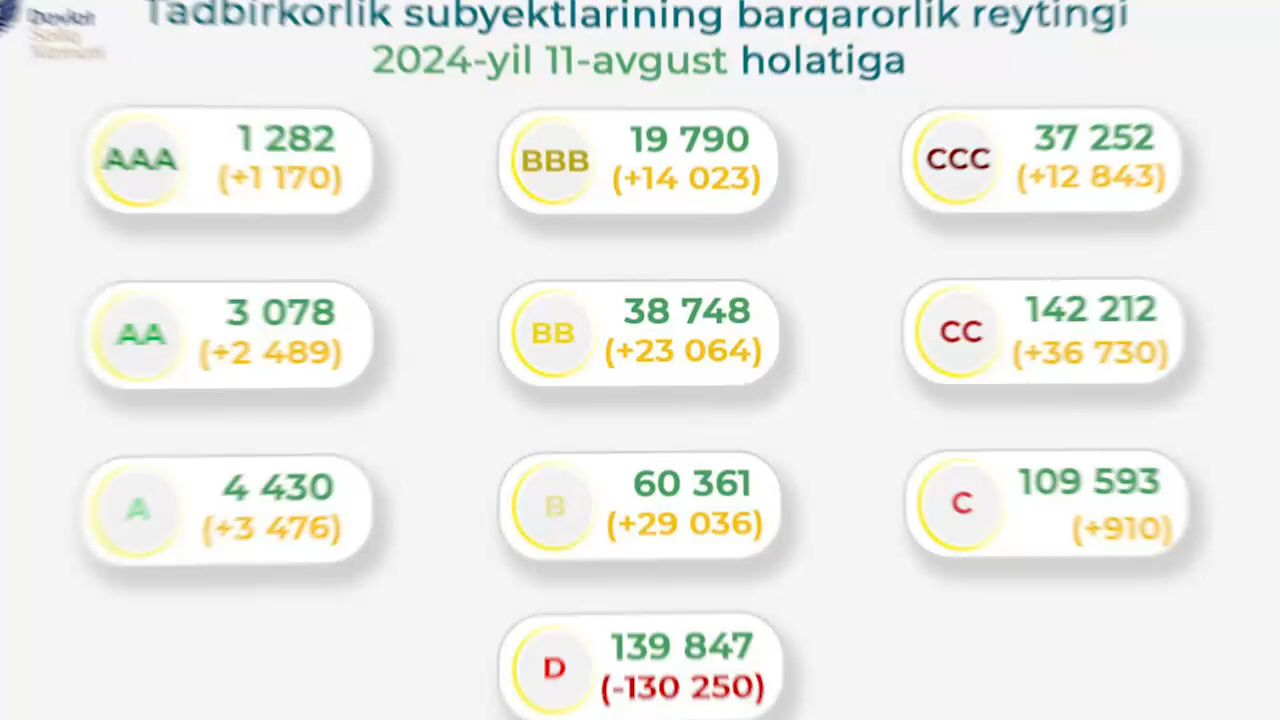 Tadbirkorlik subyektlarining barqarorlik reytingi
2024-yil 11-avgust holatiga
AAA 1 282
(+1 170)
BBB 19 790
(+14 023)
CCC 37 252
(+12 843)
AA 3 078
(+2 489)
BB 38 748
(+23 064)
CC 142 212
(+36 730)
A 4 430
(+3 476)
B 60 361
(+29 036)
C 109 593
(+910)
D 139 847
(-130 250)